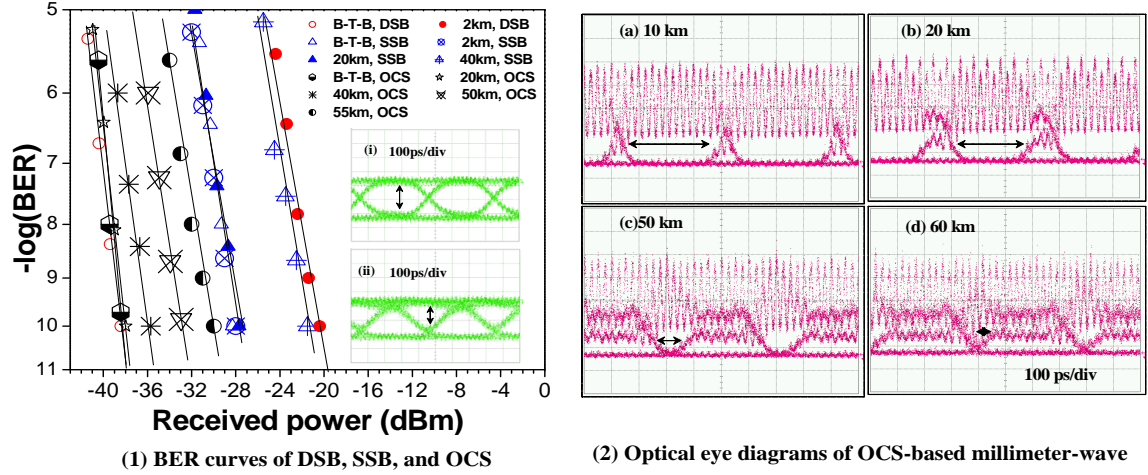 5
6
7
8
9
10
11
-log(BER)
-40 -36 -32 -28 -24 -20 -16 -12 -8 -4 0
Received power (dBm)
B-T-B, DSB 2km, DSB
B-T-B, SSB 2km, SSB
20km, SSB 40km, SSB
B-T-B, OCS 20km, OCS
40km, OCS 50km, OCS
55km, OCS
(i)
100ps/div
(ii)
100ps/div
(1) BER curves of DSB, SSB, and OCS
(a) 10 km
(b) 20 km
(c)50 km
(d) 60 km
100 ps/div
(2) Optical eye diagrams of OCS-based millimeter-wave